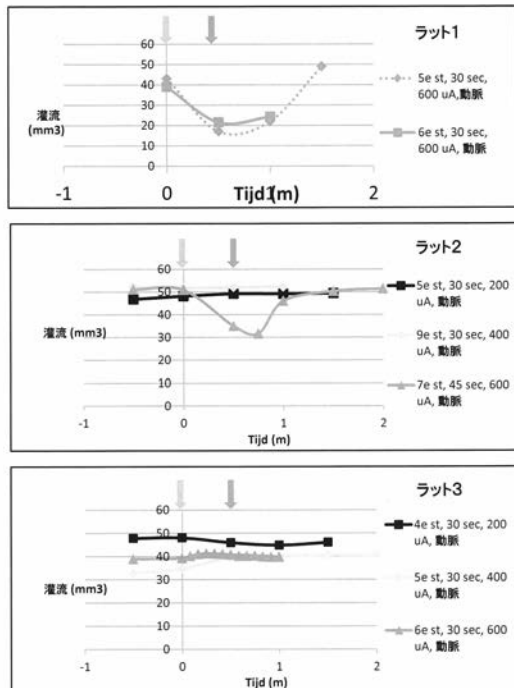 ラット1
60
50
40
30
20
10
0
灌流
(mm3)
-1
0
Tijd (m)
1
2
5e st, 30 sec,
600 uA,動脈
6e st, 30 sec,
600 uA, 動脈
ラット2
60
50
40
30
20
10
0
灌流 (mm3)
-1
0
1
2
Tijd (m)
5e st, 30 sec, 200
uA, 動脈
9e st, 30 sec, 400
uA, 動脈
7e st, 45 sec, 600
uA, 動脈
ラット3
60
50
40
30
20
10
0
灌流
(mm3)
-1
0
1
2
Tijd (m)
4e st, 30 sec, 200
uA, 動脈
5e st, 30 sec, 400
uA, 動脈
6e st, 30 sec, 600
uA, 動脈